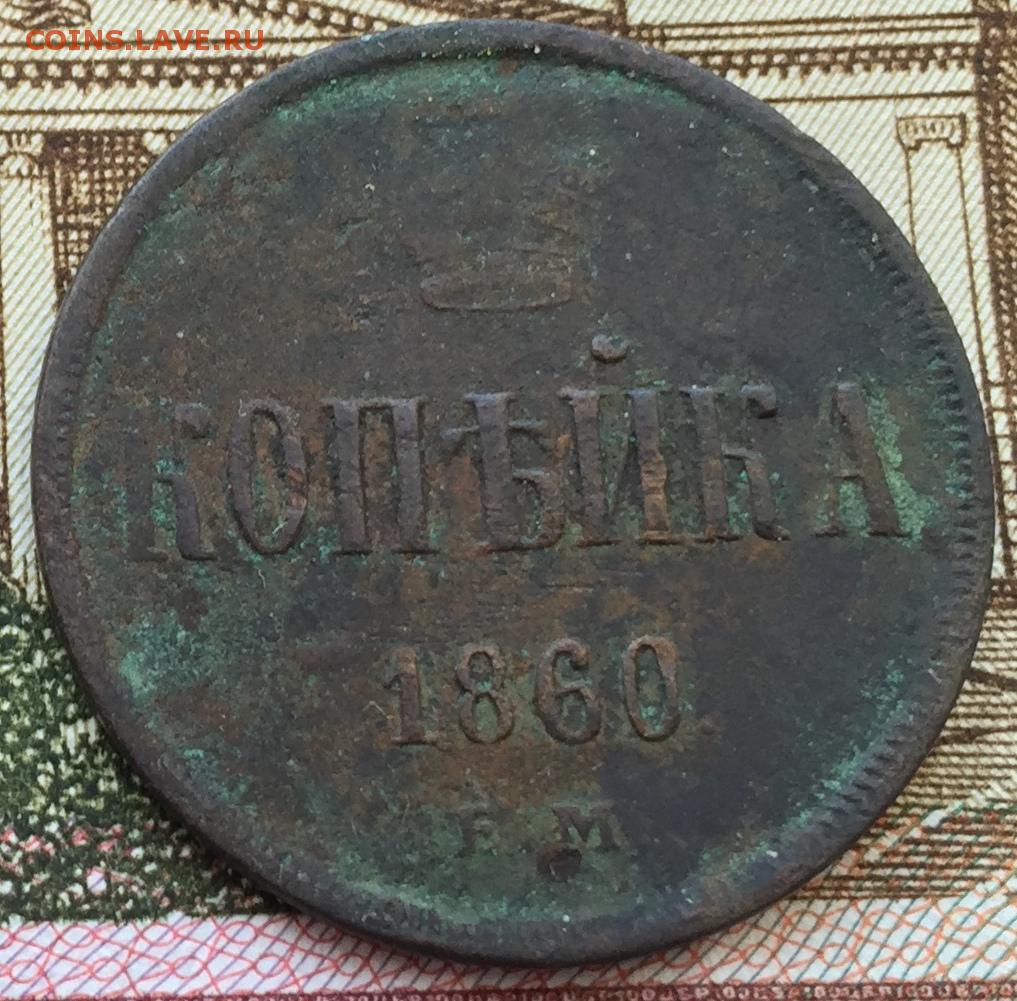 COINS.LAVE.RU
КОПѢЙКА
1860
Е М